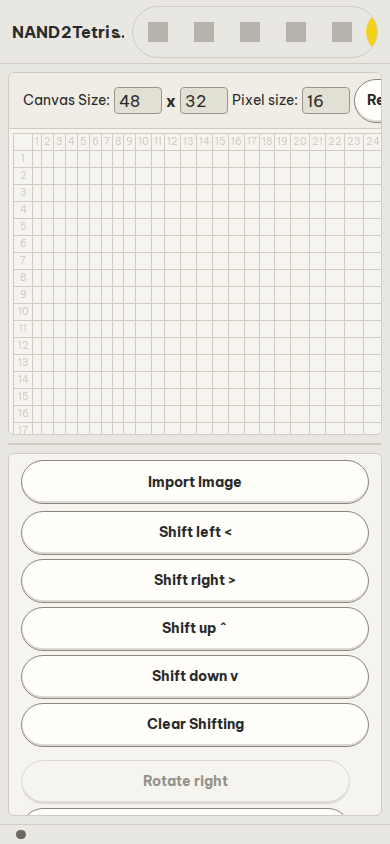 NAND2Tetris..
Canvas Size: 48 x 32 Pixel size: 16 Re
1 2 3 4 5 6 7 8 9 10 11 12 13 14 15 16 17 18 19 20 21 22 23 24
1
2
3
4
5
6
7
8
9
10
11
12
13
14
15
16
17
Import Image
Shift left <
Shift right >
Shift up ^
Shift down v
Clear Shifting
Rotate right